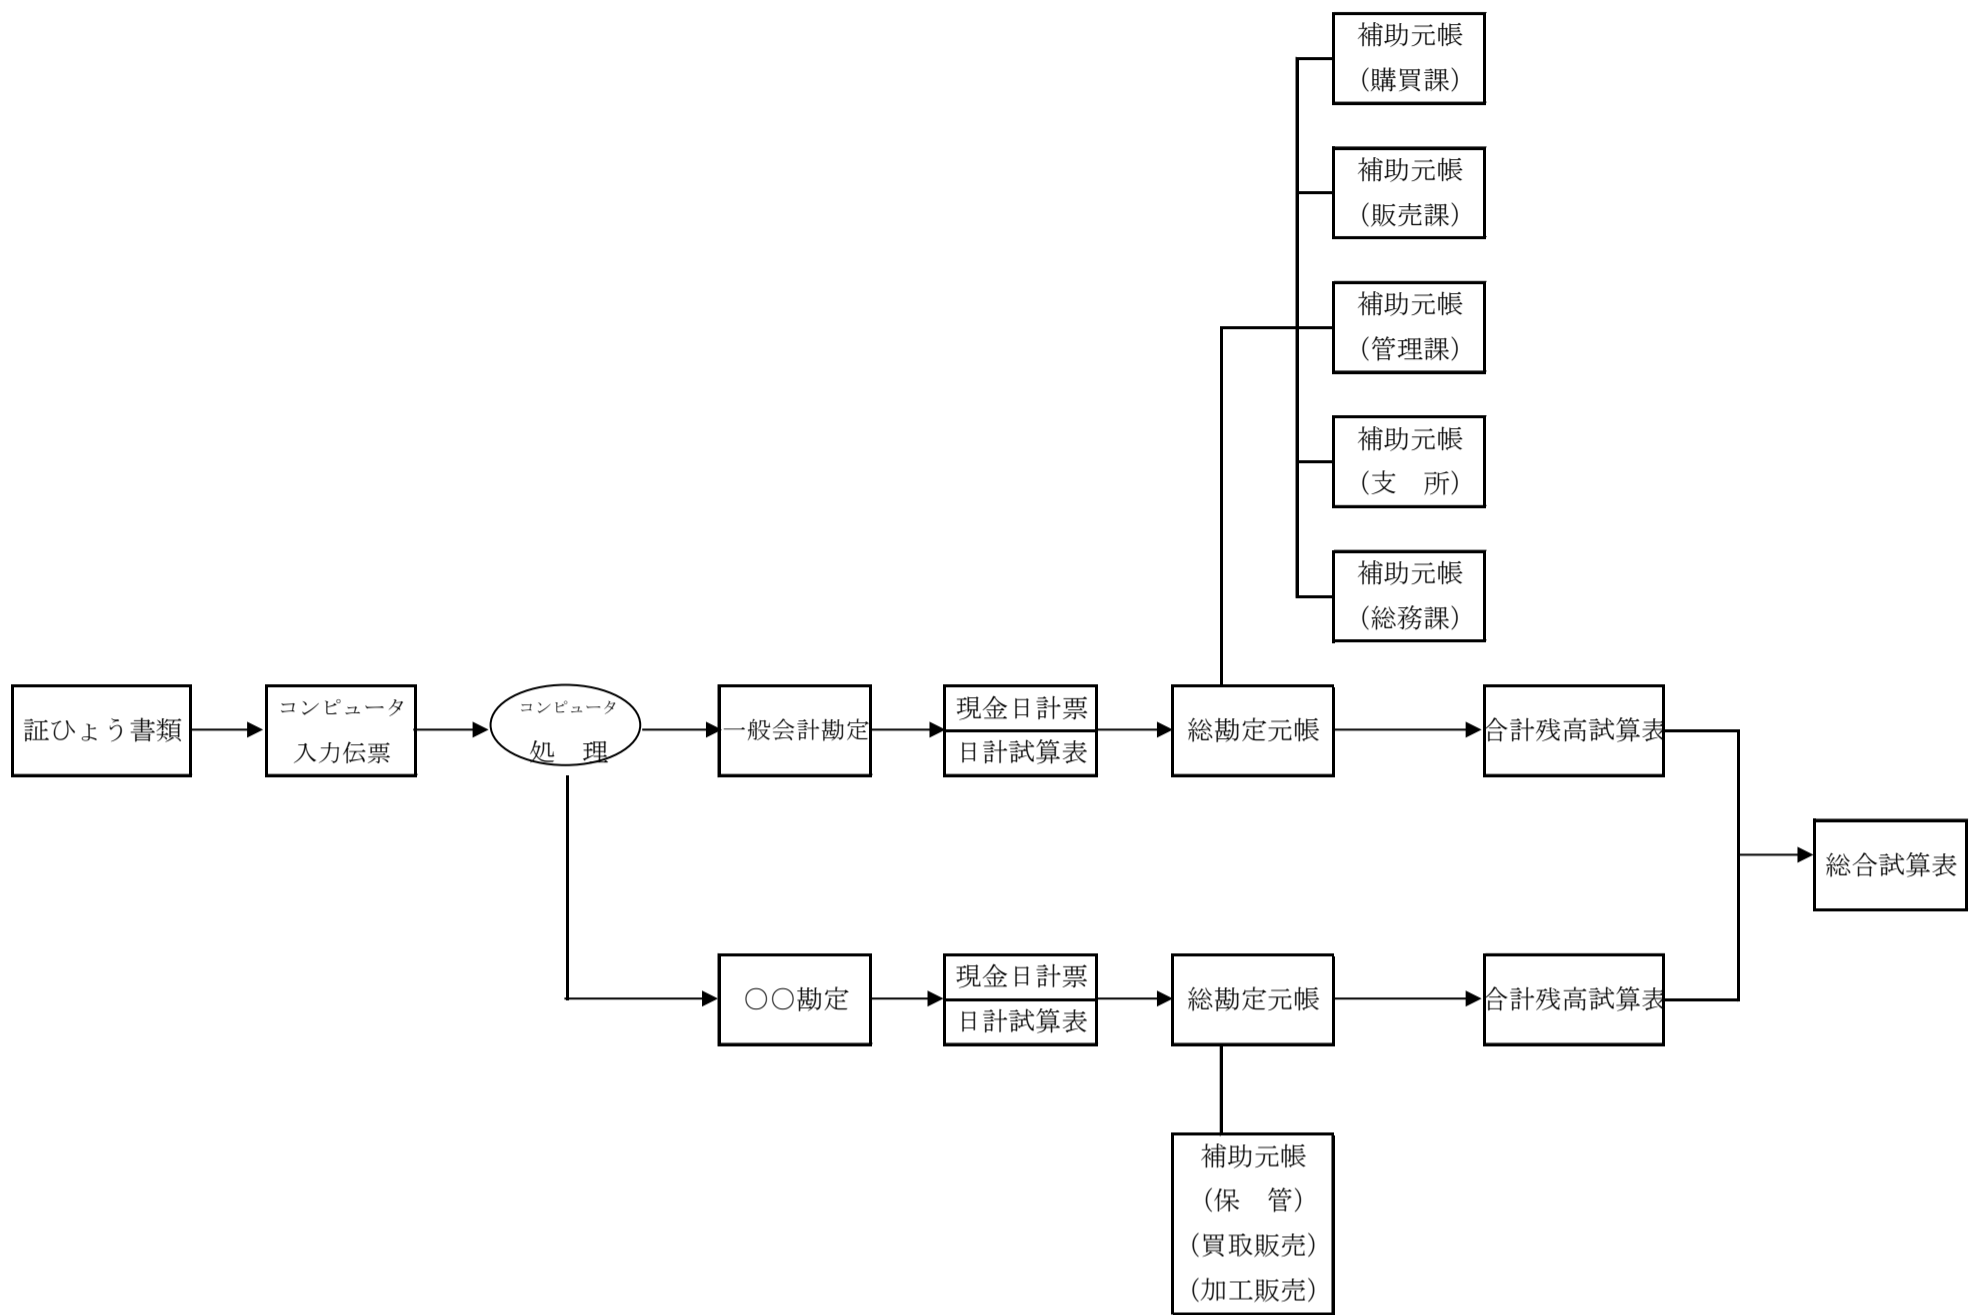 補助元帳
（購買課）
補助元帳
（販売課）
補助元帳
（管理課）
補助元帳
（支　所）
補助元帳
（総務課）
証ひょう書類
コンピュータ
入力伝票
コンピュータ
処　理
一般会計勘定
現金日計票
日計試算表
総勘定元帳
合計残高試算表
総合試算表
○○勘定
現金日計票
日計試算表
総勘定元帳
合計残高試算表
補助元帳
（保　管）
（買取販売）
（加工販売）